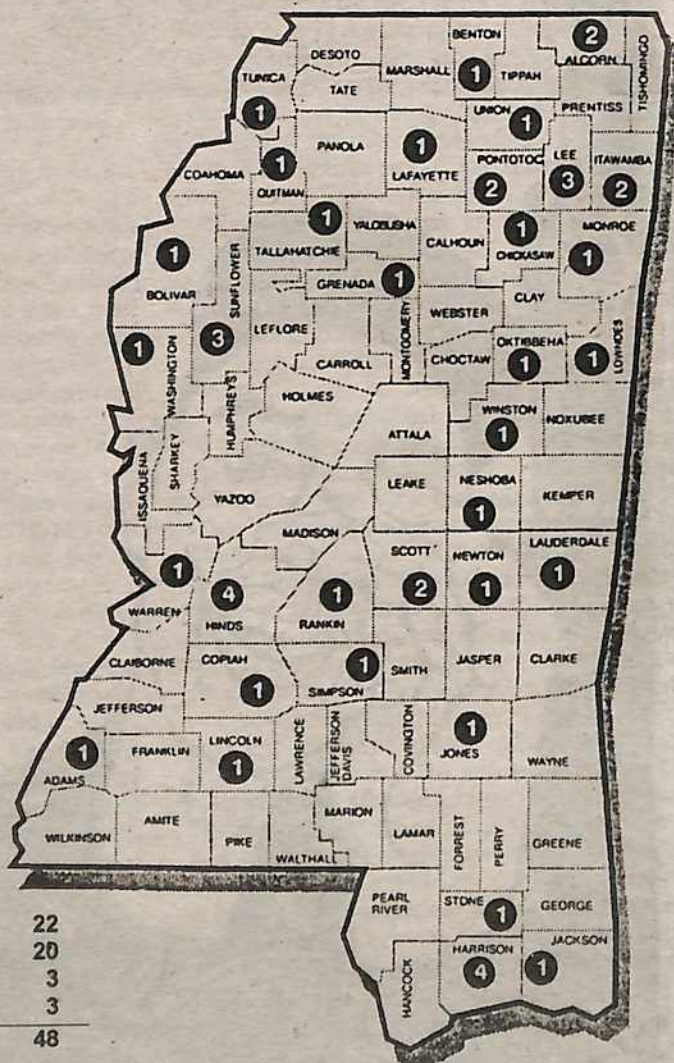 DESOTO
BENTON
1
2
ALCORN
TISHOMINGO
TUNICA
1
TATE
MARSHALL
TIPPAH
PRENTISS
UNION
1
COAHOMA
1
QUITMAN
PANOLA
1
LAFAYETTE
PONTOTOC
2
LEE
3
ITAWAMBA
2
1
TALLAHATCHIE
YALOBUSHA
CALHOUN
1
CHICKASAW
MONROE
1
1
BOLIVAR
SUNFLOWER
3
LEFLORE
GRENADA
1
WEBSTER
CLAY
1
WASHINGTON
HUMPHREYS
CARROLL
MONTGOMERY
CHOCTAW
OKTIBBEHA
1
1
LOWNOES
HOLMES
ATTALA
WINSTON
1
NOXUBEE
ISSAQUENA
SHARKEY
YAZOO
MADISON
LEAKE
NESHOBA
1
KEMPER
1
WARREN
4
HINDS
1
RANKIN
SCOTT
2
NEWTON
1
LAUDERDALE
1
CLAIBORNE
COPIAH
1
1
SIMPSON
SMITH
JASPER
CLARKE
JEFFERSON
1
ADAMS
FRANKLIN
LINCOLN
1
LAWRENCE
JEFFERSON
DAVIS
COVINGTON
1
JONES
WAYNE
WILKINSON
AMITE
PIKE
WALTHALL
MARION
LAMAR
FORREST
PERRY
GREENE
PEARL
RIVER
STONE
1
GEORGE
HANCOCK
HARRISON
4
JACKSON
1
22
20
3
3
48